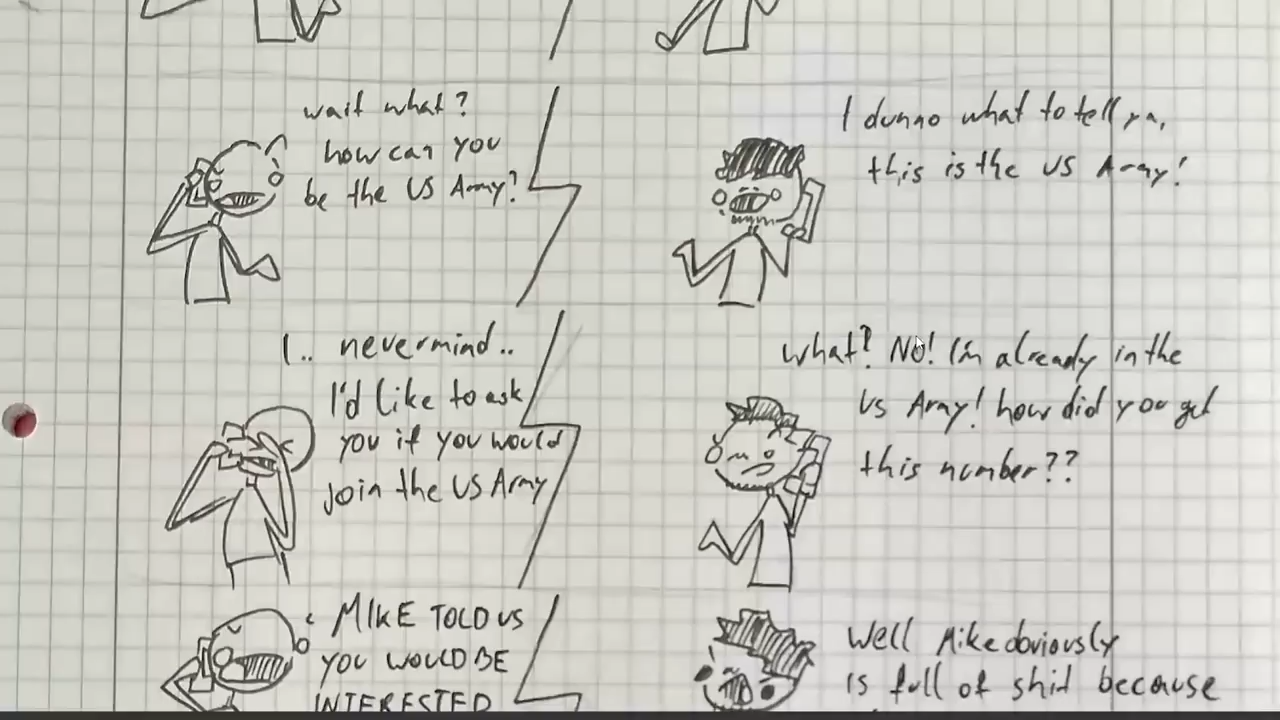 wait what?
how can you
be the US Army?
I dunno what to tell ya,
this is the US Army!
I.. nevermind..
I'd like to ask
you if you would
join the US Army
what? NO! I'm already in the
US Army! how did you get
this number??
MIKE TOLD US
YOU WOULD BE
INTERESTED
Well Mike obviously
is full of shit because